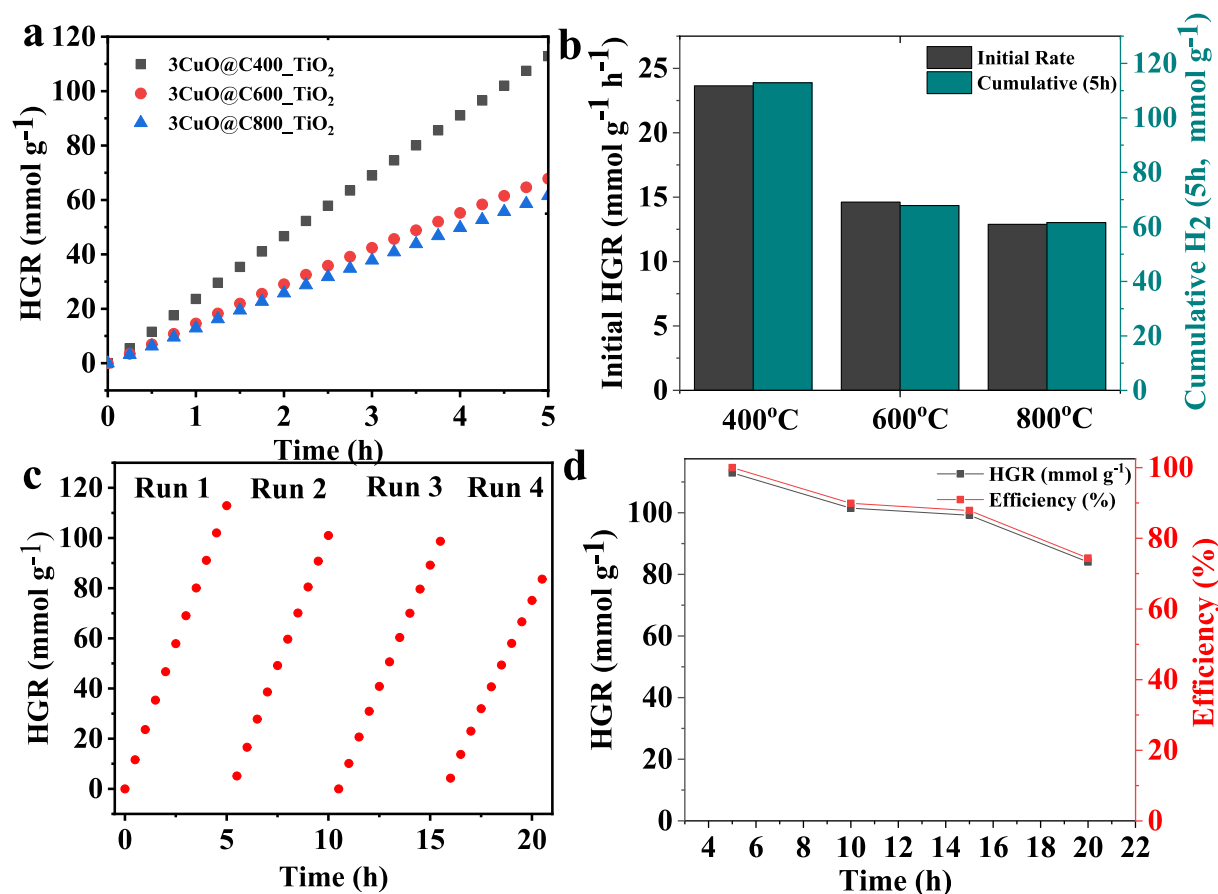 a
HGR (mmol g⁻¹)
120
100
80
60
40
20
0
3CuO@C400_TiO₂
3CuO@C600_TiO₂
3CuO@C800_TiO₂
0 1 2 3 4 5
Time (h)
b
Initial HGR (mmol g⁻¹ h⁻¹)
25
20
15
10
5
0
Initial Rate
Cumulative (5h)
400°C 600°C 800°C
120
100
80
60
40
20
0
Cumulative H₂ (5h, mmol g⁻¹)
c
HGR (mmol g⁻¹)
120
100
80
60
40
20
0
Run 1 Run 2 Run 3 Run 4
0 5 10 15 20
Time (h)
d
HGR (mmol g⁻¹)
100
80
60
40
20
0
HGR (mmol g⁻¹)
Efficiency (%)
4 6 8 10 12 14 16 18 20 22
Time (h)
100
80
60
40
20
0
Efficiency (%)